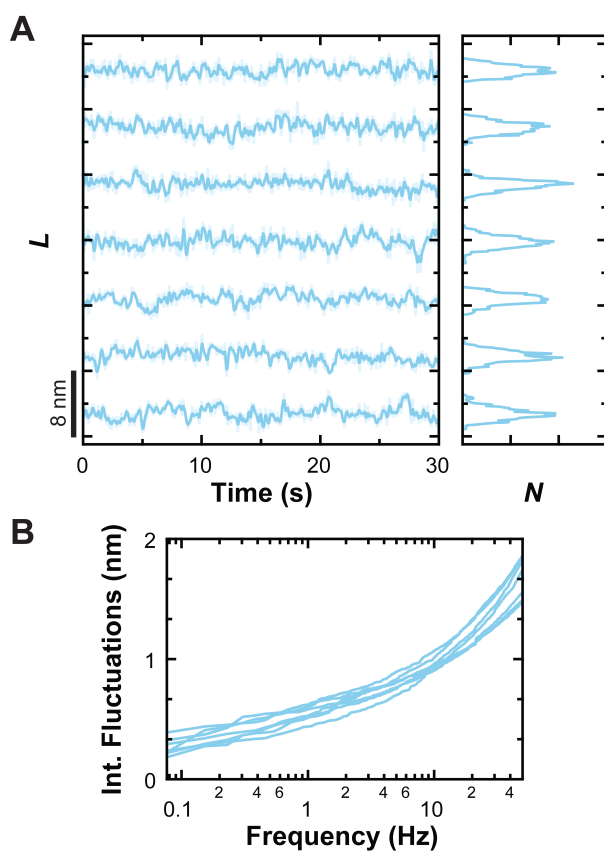 A
L
8 nm
0 10 20 30
Time (s)
N
B
Int. Fluctuations (nm)
2
1
0
2 4 6 2 4 6 2 4
0.1 1 10
Frequency (Hz)